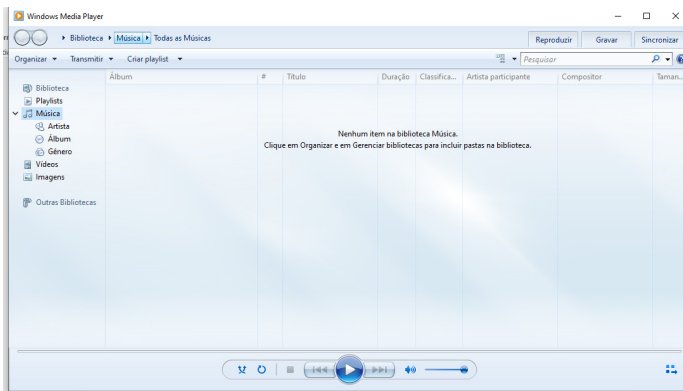 Windows Media Player
Biblioteca Música Todas as Músicas
Reproduzir Gravar Sincronizar
Organizar Transmitir Criar playlist
Pesquisar
Álbum # Título Duração Classifica... Artista participante Compositor Taman...
Biblioteca
Playlists
Música
Artista
Álbum
Gênero
Vídeos
Imagens
Outras Bibliotecas
Nenhum item na biblioteca Música.
Clique em Organizar e em Gerenciar bibliotecas para incluir pastas na biblioteca.